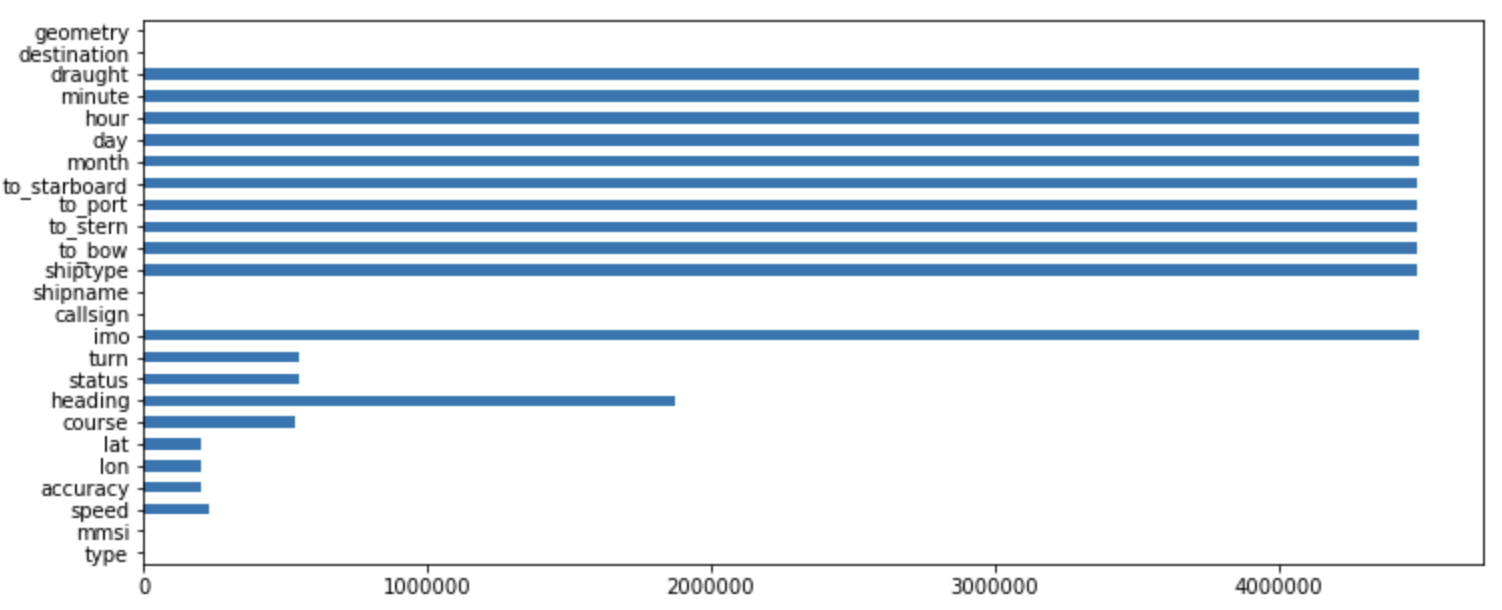 geometry
destination
draught
minute
hour
day
month
to_starboard
to_port
to_stern
to_bow
shiptype
shipname
callsign
imo
turn
status
heading
course
lat
lon
accuracy
speed
mmsi
type
0 1000000 2000000 3000000 4000000